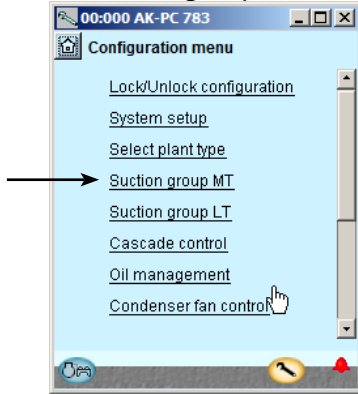 00:000 AK-PC 783
Configuration menu
Lock/Unlock configuration
System setup
Select plant type
Suction group MT
Suction group LT
Cascade control
Oil management
Condenser fan control